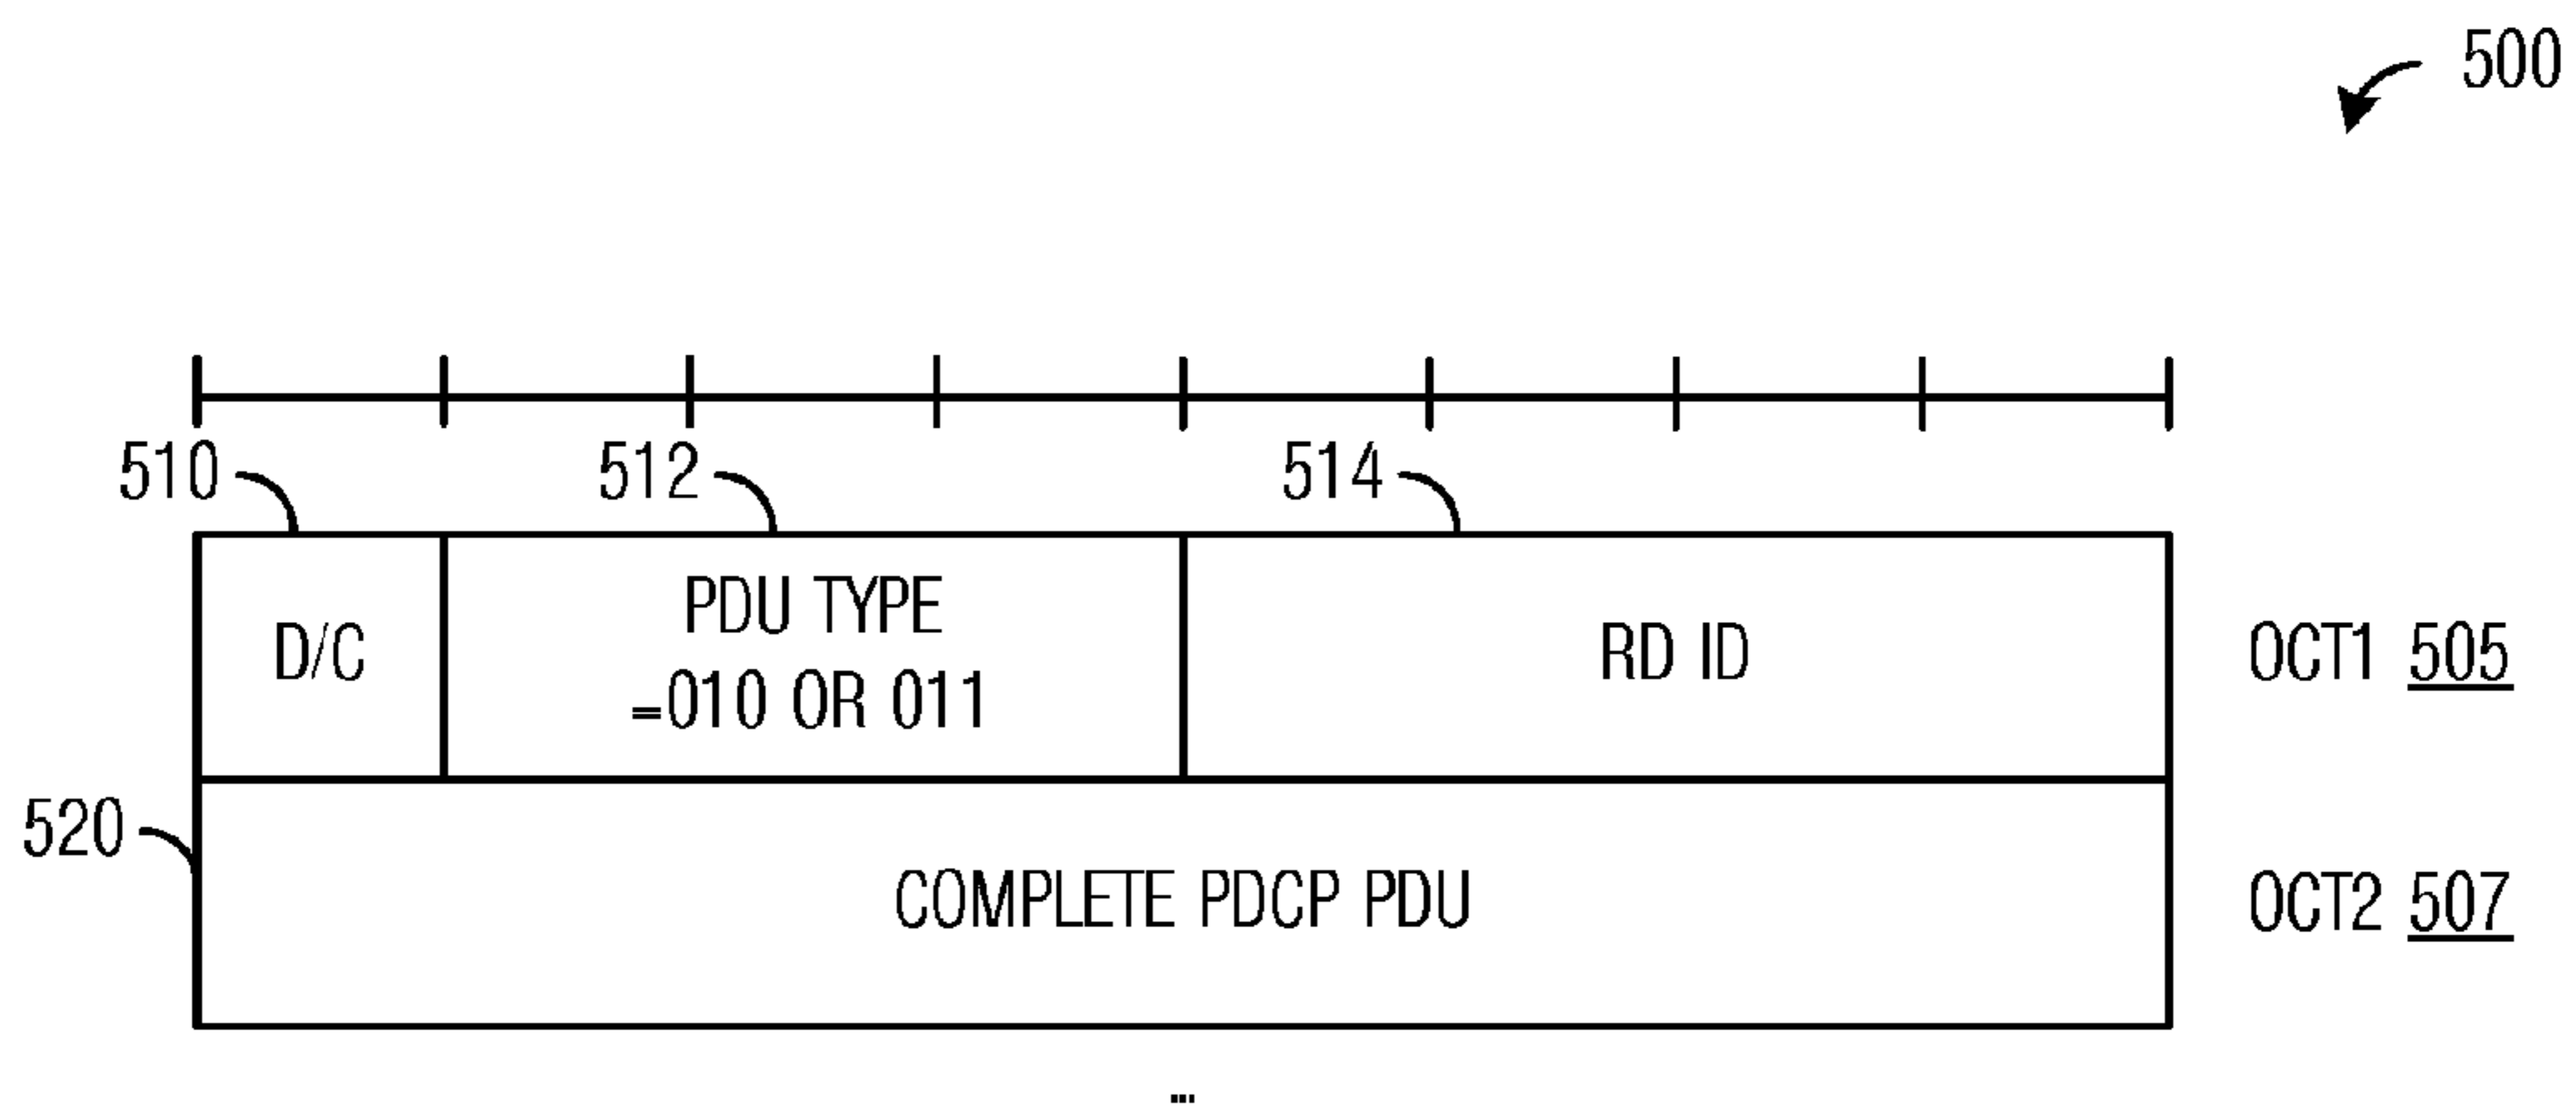 500
510
512
514
D/C
PDU TYPE
=010 OR 011
RD ID
OCT1 505
520
COMPLETE PDCP PDU
OCT2 507
...